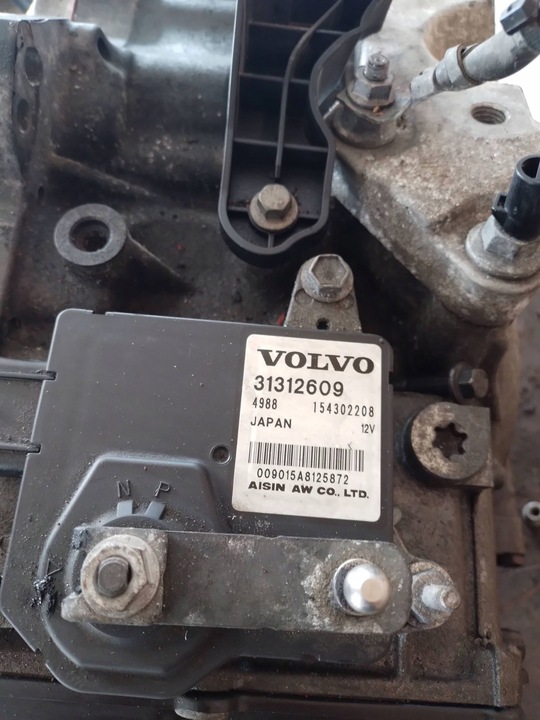 VOLVO
31312609
4988 154302208
JAPAN 12V
009015A8125872
AISIN AW CO., LTD.
N P